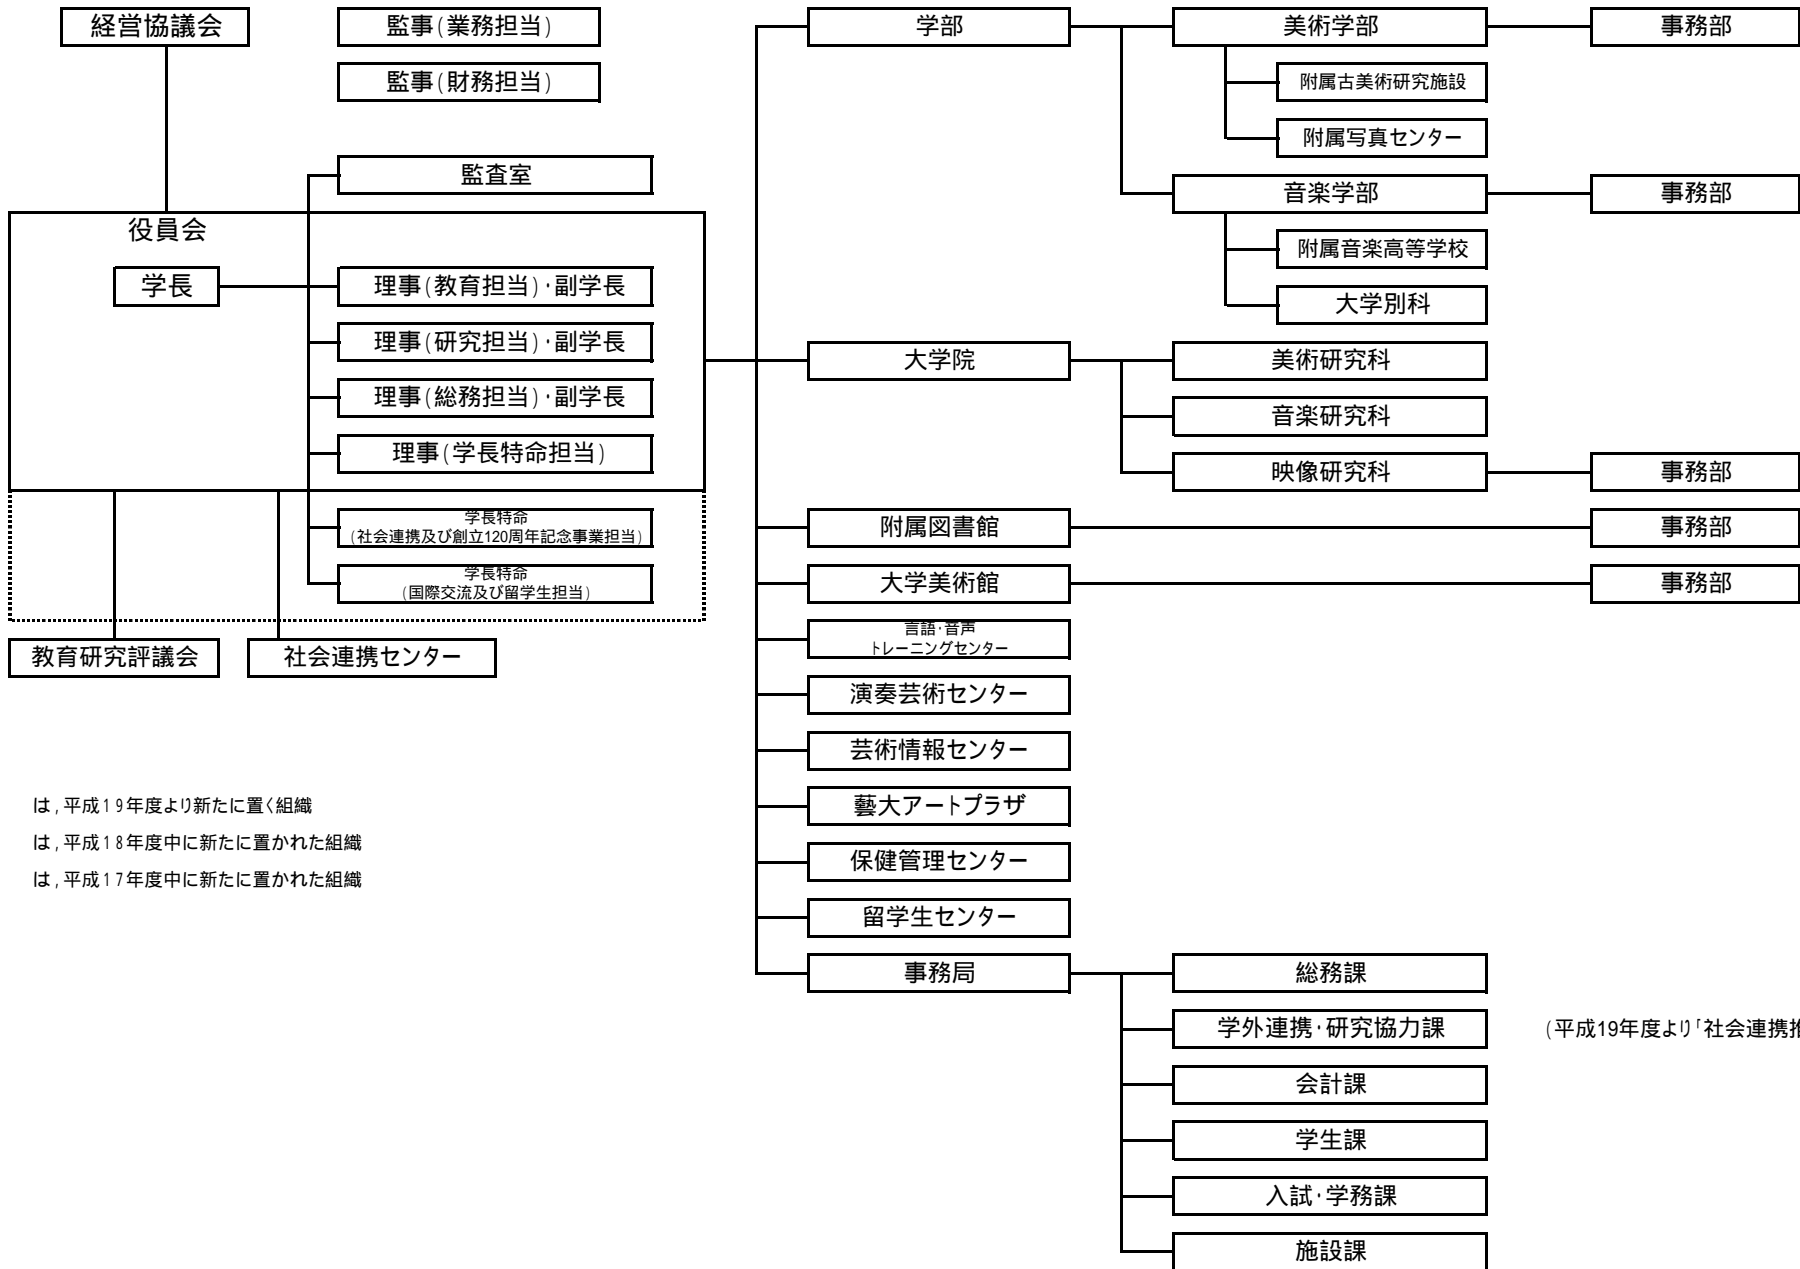 経営協議会
監事(業務担当)
監事(財務担当)
監査室
役員会
学長
理事(教育担当)・副学長
理事(研究担当)・副学長
理事(総務担当)・副学長
理事(学長特命担当)
学長特命
(社会連携及び創立120周年記念事業担当)
学長特命
(国際交流及び留学生担当)
教育研究評議会
社会連携センター
は,平成19年度より新たに置く組織
は,平成18年度中に新たに置かれた組織
は,平成17年度中に新たに置かれた組織
学部
美術学部
事務部
附属古美術研究施設
附属写真センター
音楽学部
事務部
附属音楽高等学校
大学別科
大学院
美術研究科
音楽研究科
映像研究科
事務部
附属図書館
事務部
大学美術館
事務部
言語・音声
トレーニングセンター
演奏芸術センター
芸術情報センター
藝大アートプラザ
保健管理センター
留学生センター
事務局
総務課
学外連携・研究協力課
(平成19年度より「社会連携推
会計課
学生課
入試・学務課
施設課